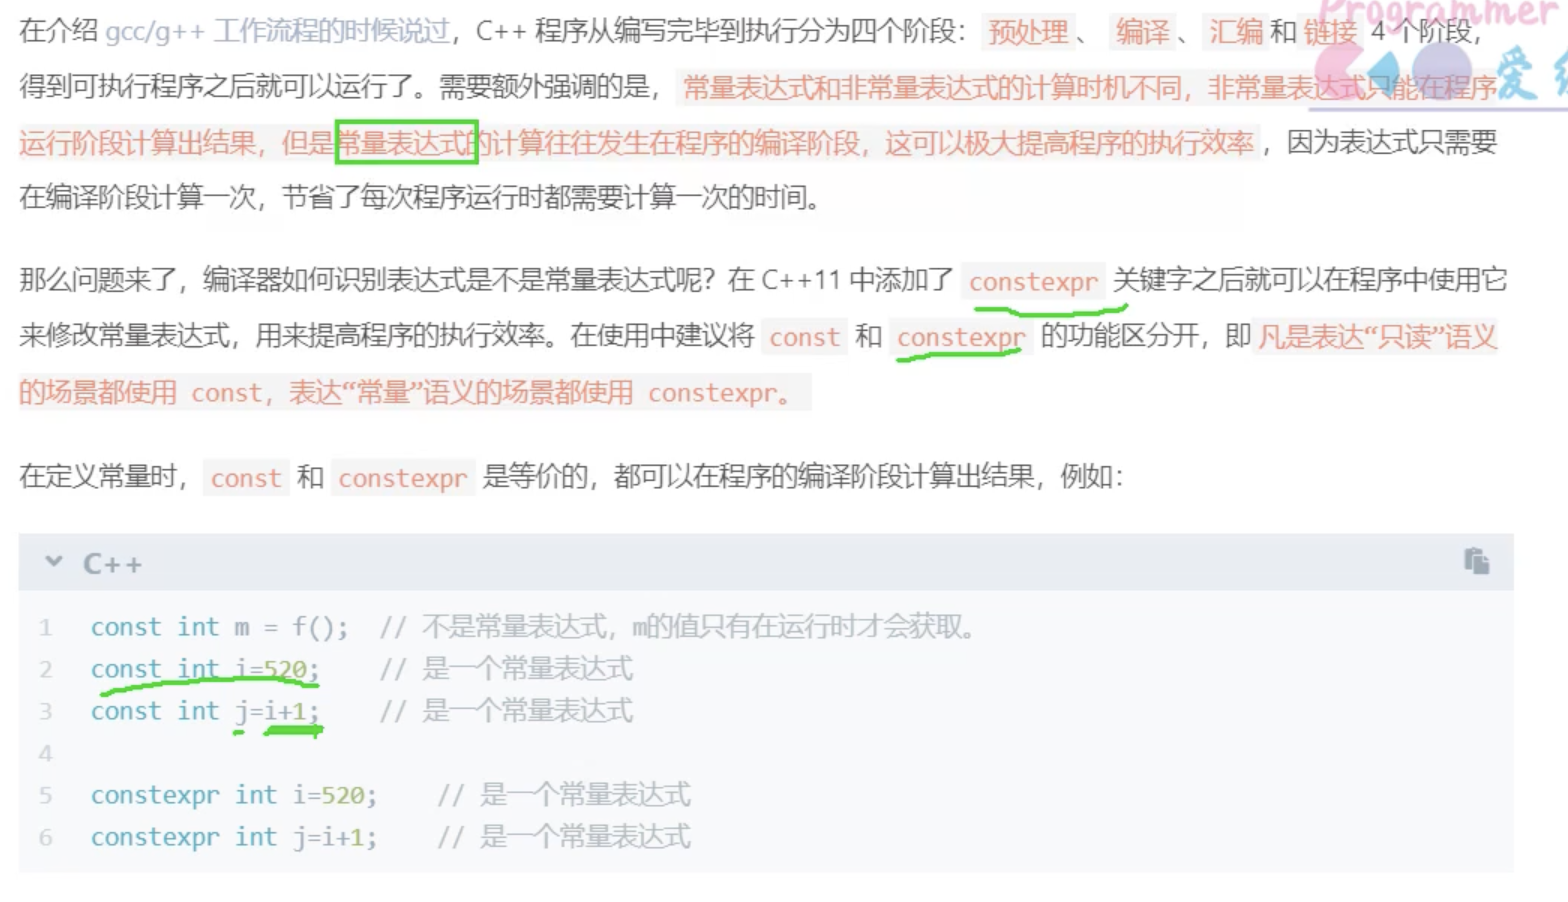 Programmer
在介绍 gcc/g++ 工作流程的时候说过，C++ 程序从编写完毕到执行分为四个阶段： 预处理 、 编译 、 汇编 和 链接 4 个阶段，
爱
得到可执行程序之后就可以运行了。需要额外强调的是， 常量表达式和非常量表达式的计算时机不同，非常量表达式只能在程序
运行阶段计算出结果，但是常量表达式的计算往往发生在程序的编译阶段，这可以极大提高程序的执行效率 ，因为表达式只需要
在编译阶段计算一次，节省了每次程序运行时都需要计算一次的时间。
那么问题来了，编译器如何识别表达式是不是常量表达式呢？在 C++11 中添加了 constexpr 关键字之后就可以在程序中使用它
来修改常量表达式，用来提高程序的执行效率。在使用中建议将 const 和 constexpr 的功能区分开，即 凡是表达“只读”语义
的场景都使用 const，表达“常量”语义的场景都使用 constexpr。
在定义常量时， const 和 constexpr 是等价的，都可以在程序的编译阶段计算出结果，例如：
C++
1 const int m = f(); // 不是常量表达式，m的值只有在运行时才会获取。
2 const int i=520; // 是一个常量表达式
3 const int j=i+1; // 是一个常量表达式
4
5 constexpr int i=520; // 是一个常量表达式
6 constexpr int j=i+1; // 是一个常量表达式